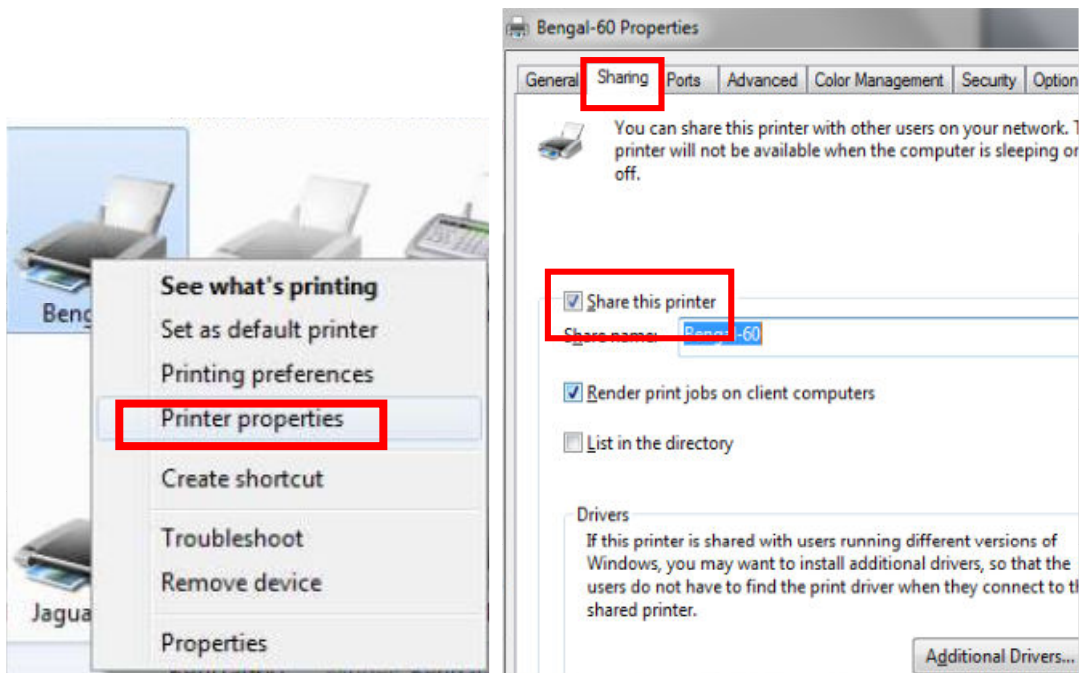 Beng
See what's printing
Set as default printer
Printing preferences
Printer properties
Create shortcut
Troubleshoot
Remove device
Jagua
Properties
Bengal-60 Properties
General Sharing Ports Advanced Color Management Security Option
You can share this printer with other users on your network. T
printer will not be available when the computer is sleeping or
off.
Share this printer
Share name: Bengal-60
Render print jobs on client computers
List in the directory
Drivers
If this printer is shared with users running different versions of
Windows, you may want to install additional drivers, so that the
users do not have to find the print driver when they connect to th
shared printer.
Additional Drivers...